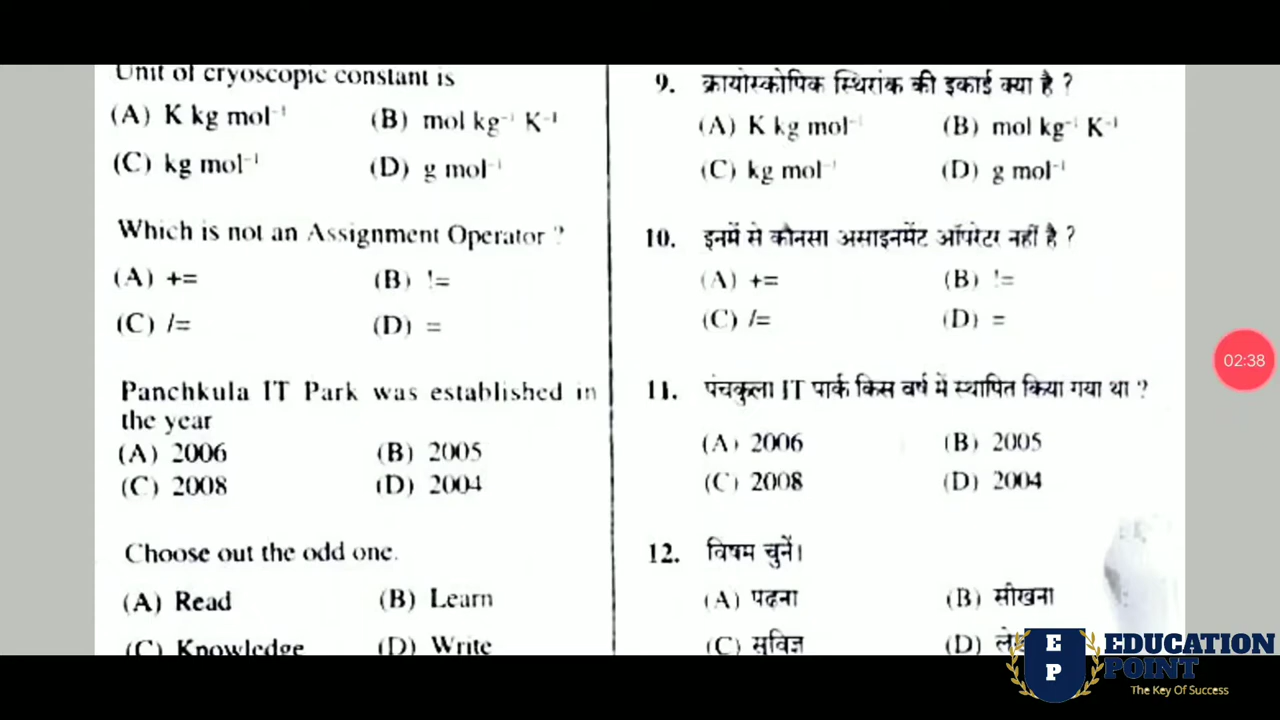 Unit of cryoscopic constant is
(A) K kg mol⁻¹ (B) mol kg⁻¹ K⁻¹
(C) kg mol⁻¹ (D) g mol⁻¹
Which is not an Assignment Operator ?
(A) += (B) !=
(C) /= (D) =
Panchkula IT Park was established in
the year
(A) 2006 (B) 2005
(C) 2008 (D) 2004
Choose out the odd one.
(A) Read (B) Learn
(C) Knowledge (D) Write
9. क्रायोस्कोपिक स्थिरांक की इकाई क्या है ?
(A) K kg mol⁻¹ (B) mol kg⁻¹ K⁻¹
(C) kg mol⁻¹ (D) g mol⁻¹
10. इनमें से कौनसा असाइनमेंट ऑपरेटर नहीं है ?
(A) += (B) !=
(C) /= (D) =
11. पंचकुला IT पार्क किस वर्ष में स्थापित किया गया था ?
(A) 2006 (B) 2005
(C) 2008 (D) 2004
12. विषम चुनें।
(A) पढना (B) सीखना
(C) सुविज्ञ (D)
02:38
E
P
EDUCATION
POINT
The Key Of Success